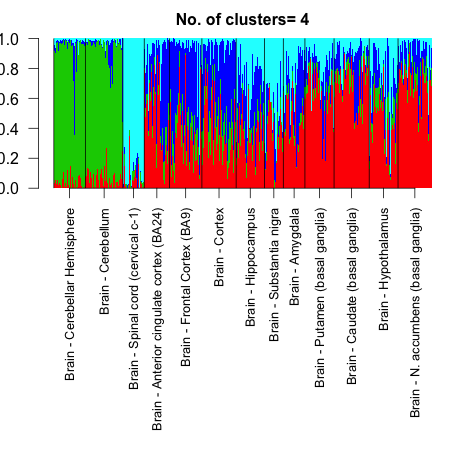 No. of clusters= 4
1.0
0.8
0.6
0.4
0.2
0.0
Brain - Cerebellar Hemisphere
Brain - Cerebellum
Brain - Spinal cord (cervical c-1)
Brain - Anterior cingulate cortex (BA24)
Brain - Frontal Cortex (BA9)
Brain - Cortex
Brain - Hippocampus
Brain - Substantia nigra
Brain - Amygdala
Brain - Putamen (basal ganglia)
Brain - Caudate (basal ganglia)
Brain - Hypothalamus
Brain - N. accumbens (basal ganglia)